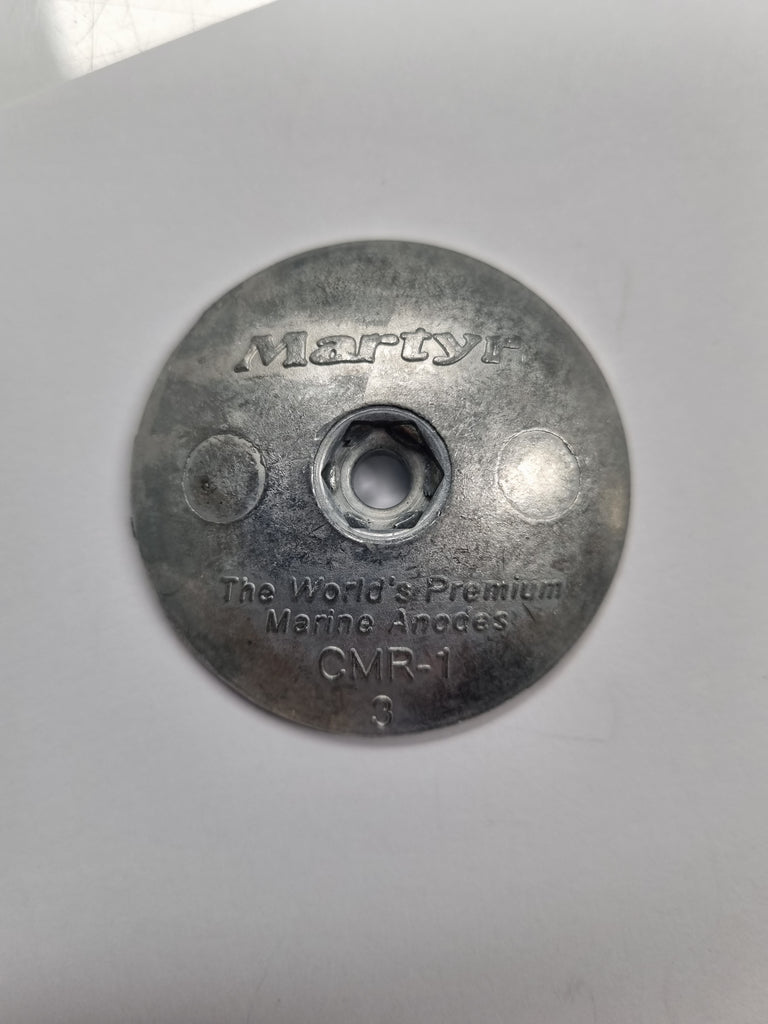 Martyr
The World's Premium
Marine Anodes
CMR-1
3